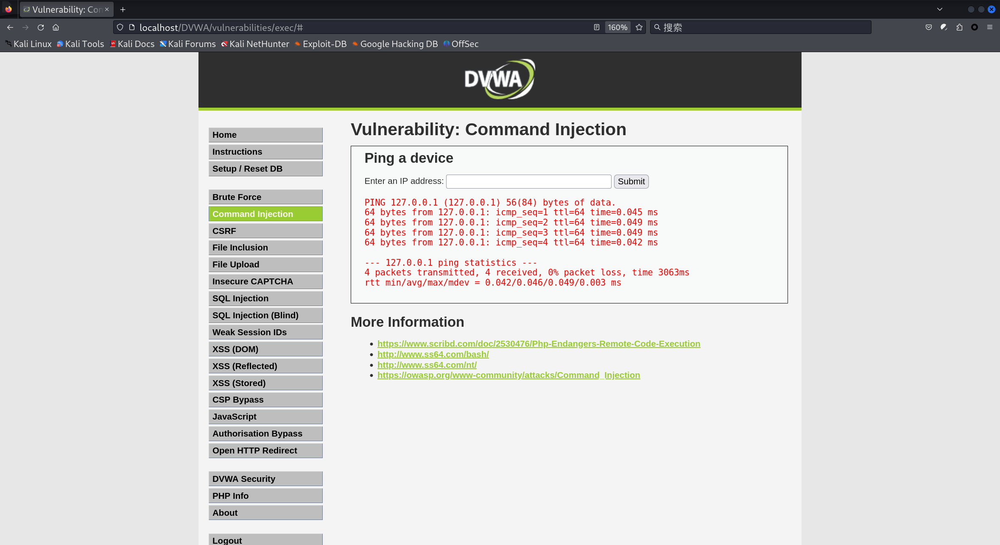 Vulnerability: Con
localhost/DVWA/vulnerabilities/exec/#
160%
搜索
Kali Linux
Kali Tools
Kali Docs
Kali Forums
Kali NetHunter
Exploit-DB
Google Hacking DB
OffSec
DVWA
Home
Instructions
Setup / Reset DB
Brute Force
Command Injection
CSRF
File Inclusion
File Upload
Insecure CAPTCHA
SQL Injection
SQL Injection (Blind)
Weak Session IDs
XSS (DOM)
XSS (Reflected)
XSS (Stored)
CSP Bypass
JavaScript
Authorisation Bypass
Open HTTP Redirect
DVWA Security
PHP Info
About
Logout
Vulnerability: Command Injection
Ping a device
Enter an IP address:
Submit
PING 127.0.0.1 (127.0.0.1) 56(84) bytes of data.
64 bytes from 127.0.0.1: icmp_seq=1 ttl=64 time=0.045 ms
64 bytes from 127.0.0.1: icmp_seq=2 ttl=64 time=0.049 ms
64 bytes from 127.0.0.1: icmp_seq=3 ttl=64 time=0.049 ms
64 bytes from 127.0.0.1: icmp_seq=4 ttl=64 time=0.042 ms
--- 127.0.0.1 ping statistics ---
4 packets transmitted, 4 received, 0% packet loss, time 3063ms
rtt min/avg/max/mdev = 0.042/0.046/0.049/0.003 ms
More Information
https://www.scribd.com/doc/2530476/Php-Endangers-Remote-Code-Execution
http://www.ss64.com/bash/
http://www.ss64.com/nt/
https://owasp.org/www-community/attacks/Command_Injection